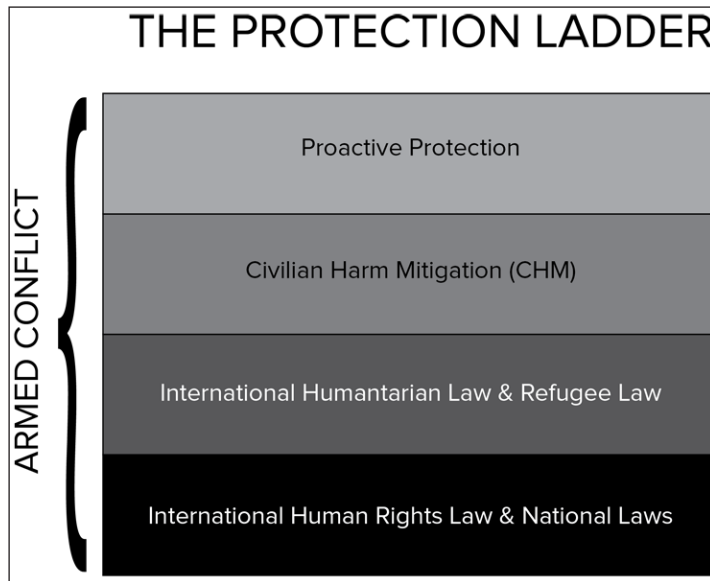 THE PROTECTION LADDER
ARMED CONFLICT
Proactive Protection
Civilian Harm Mitigation (CHM)
International Humantarian Law & Refugee Law
International Human Rights Law & National Laws